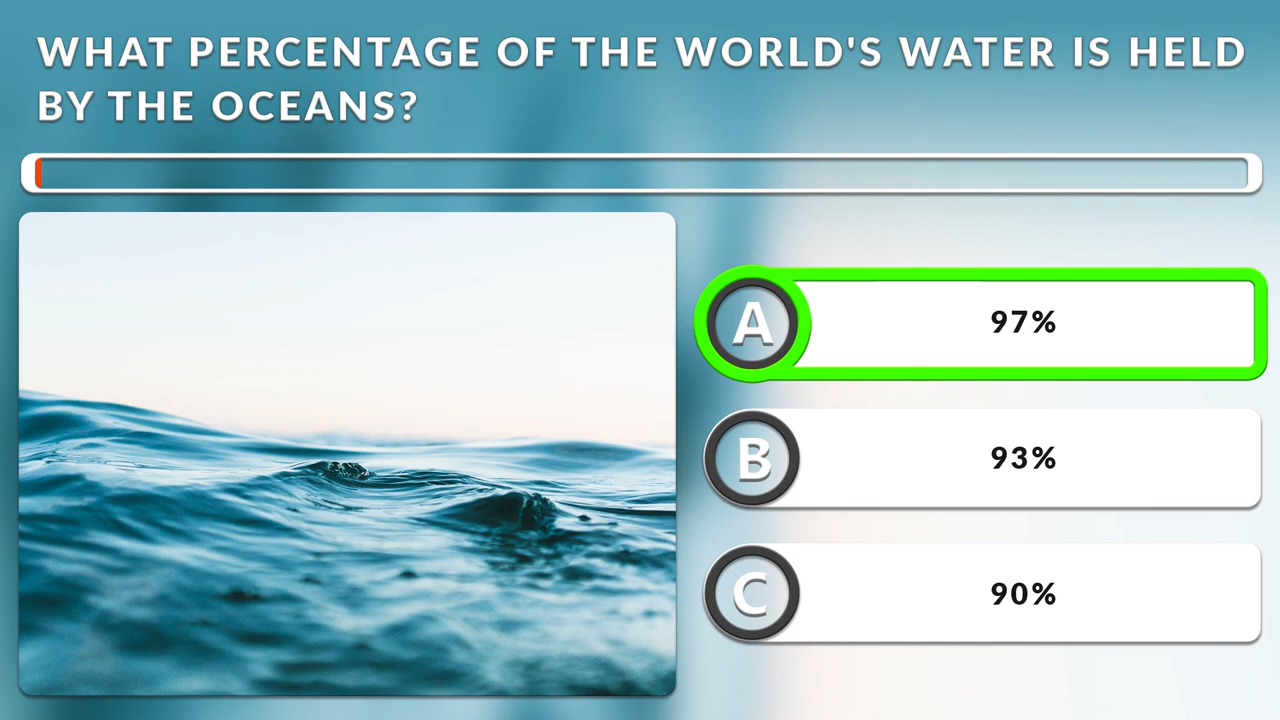 WHAT PERCENTAGE OF THE WORLD'S WATER IS HELD
BY THE OCEANS?
A 97%
B 93%
C 90%